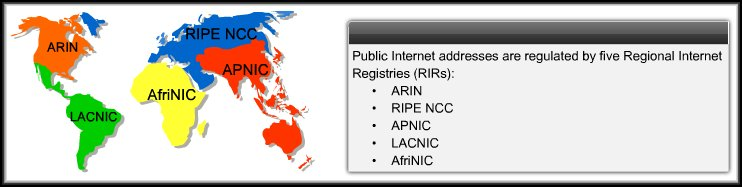 ARIN
RIPE NCC
APNIC
AfriNIC
LACNIC
Public Internet addresses are regulated by five Regional Internet
Registries (RIRs):
• ARIN
• RIPE NCC
• APNIC
• LACNIC
• AfriNIC